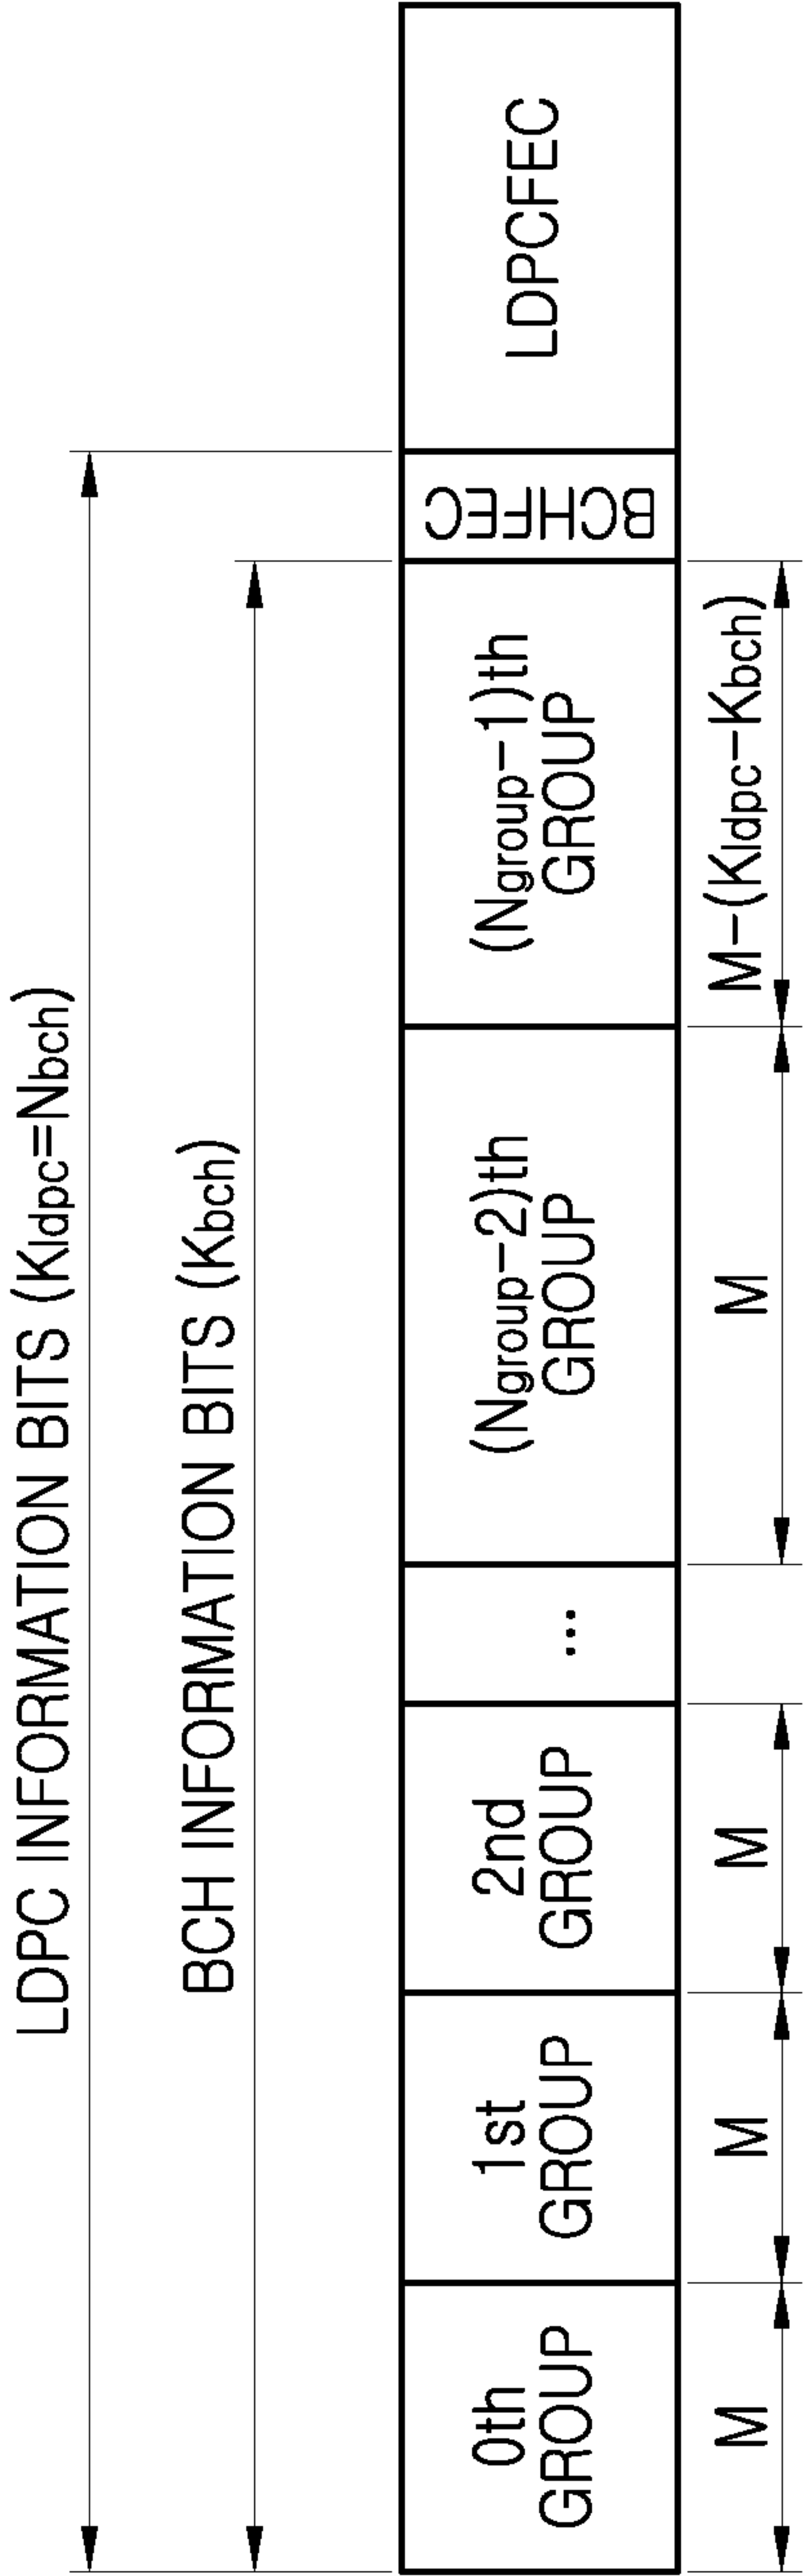 LDPC INFORMATION BITS (Kldpc=Nbch)
BCH INFORMATION BITS (Kbch)
0th
GROUP
1st
GROUP
2nd
GROUP
...
(Ngroup-2)th
GROUP
(Ngroup-1)th
GROUP
BCHFEC
LDPCFEC
M
M
M
M
M-(Kldpc-Kbch)